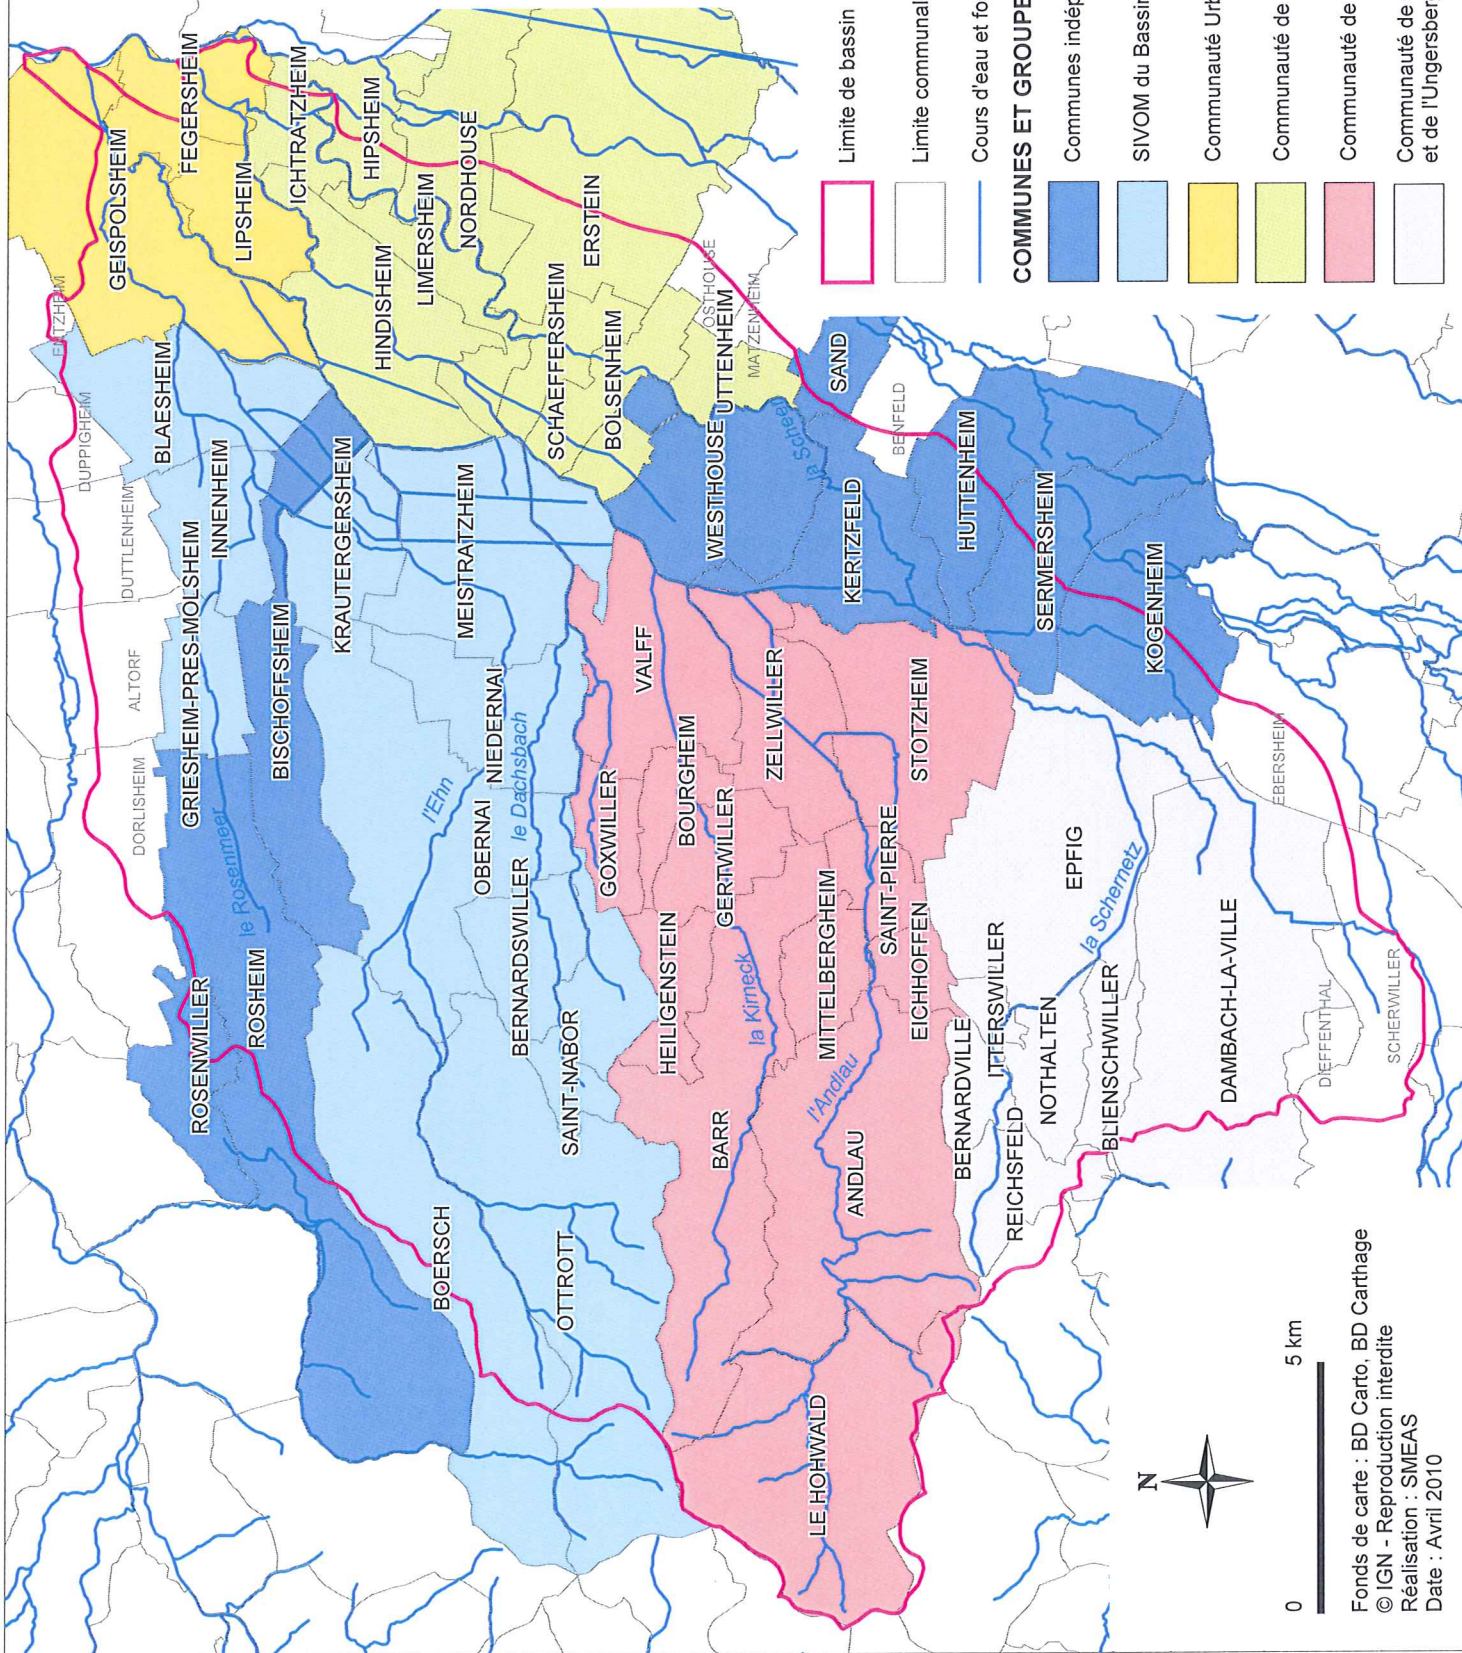 ENTZHEIM
GEISPOLSHEIM
FEGERSHEIM
LIPSHEIM
ICHTRATZHEIM
HIPSHEIM
LIMERSHEIM
NORDHOUSE
HINDISHEIM
ERSTEIN
SCHAEFFERSHEIM
BOLSENHEIM
OSTHOUSE
UTTENHEIM
MATZENHEIM
DUPPIGHEIM
BLAESHEIM
DUTTLENHEIM
INNENHEIM
GRIESHEIM-PRES-MOLSHEIM
KRAUTERGERSHEIM
BISCHOFFSHEIM
MEISTRATZHEIM
WESTHOUSE
la Scheer
SAND
BENFELD
KERTZFELD
HUTTENHEIM
SERMERSHEIM
KOGENHEIM
EBERSHEIM
ALTORF
DORLISHEIM
le Rosenmeer
ROSENWILLER
ROSHEIM
l'Ehn
OBERNAI
NIEDERNAI
le Dachsbach
BERNARDSWILLER
SAINT-NABOR
BOERSCH
OTTROTT
VALFF
GOXWILLER
BOURGHEIM
ZELLWILLER
GERTWILLER
HEILIGENSTEIN
STOTZHEIM
SAINT-PIERRE
MITTELBERGHEIM
EICHHOFFEN
la Kirneck
BARR
l'Andlau
ANDLAU
LE HOHWALD
BERNARDVILLE
ITTERSWILLER
EPFIG
REICHSFELD
NOTHALTEN
la Schernetz
BLIENSCHWILLER
DAMBACH-LA-VILLE
DIEFFENTHAL
SCHERWILLER
Limite de bassin
Limite communal
Cours d'eau et fo
COMMUNES ET GROUPE
Communes indép
SIVOM du Bassin
Communauté Urb
Communauté de
Communauté de
Communauté de
et de l'Ungersber
N
0 5 km
Fonds de carte : BD Carto, BD Carthage
© IGN - Reproduction interdite
Réalisation : SMEAS
Date : Avril 2010